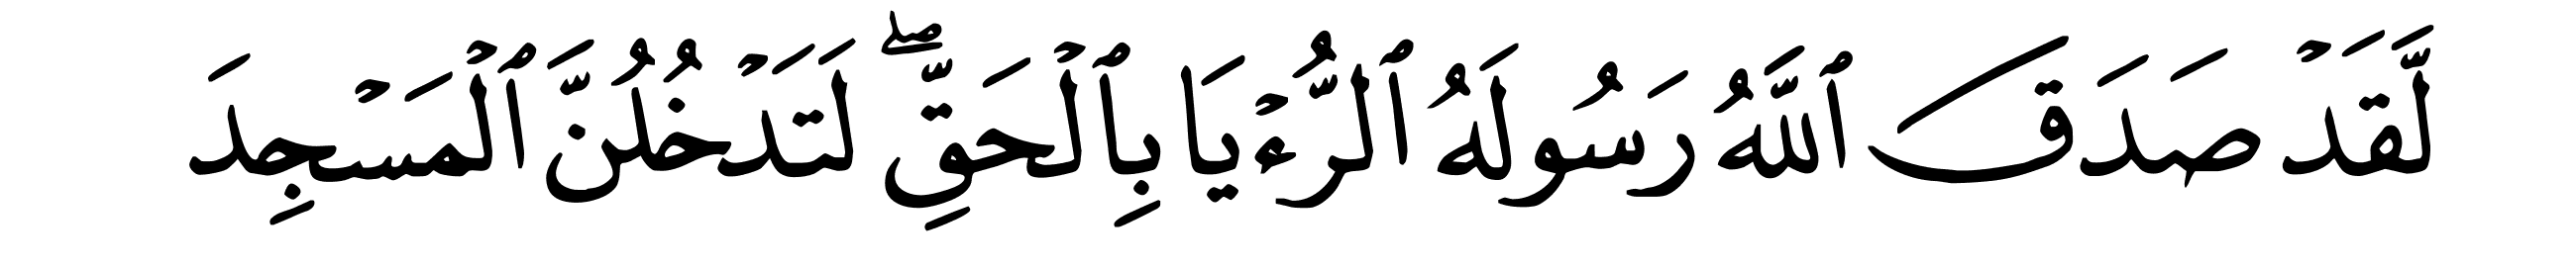 لَّقَدۡ صَدَقَ ٱللَّهُ رَسُولَهُ ٱلرُّءۡيَا بِٱلۡحَقِّۖ لَتَدۡخُلُنَّ ٱلۡمَسۡجِدَ